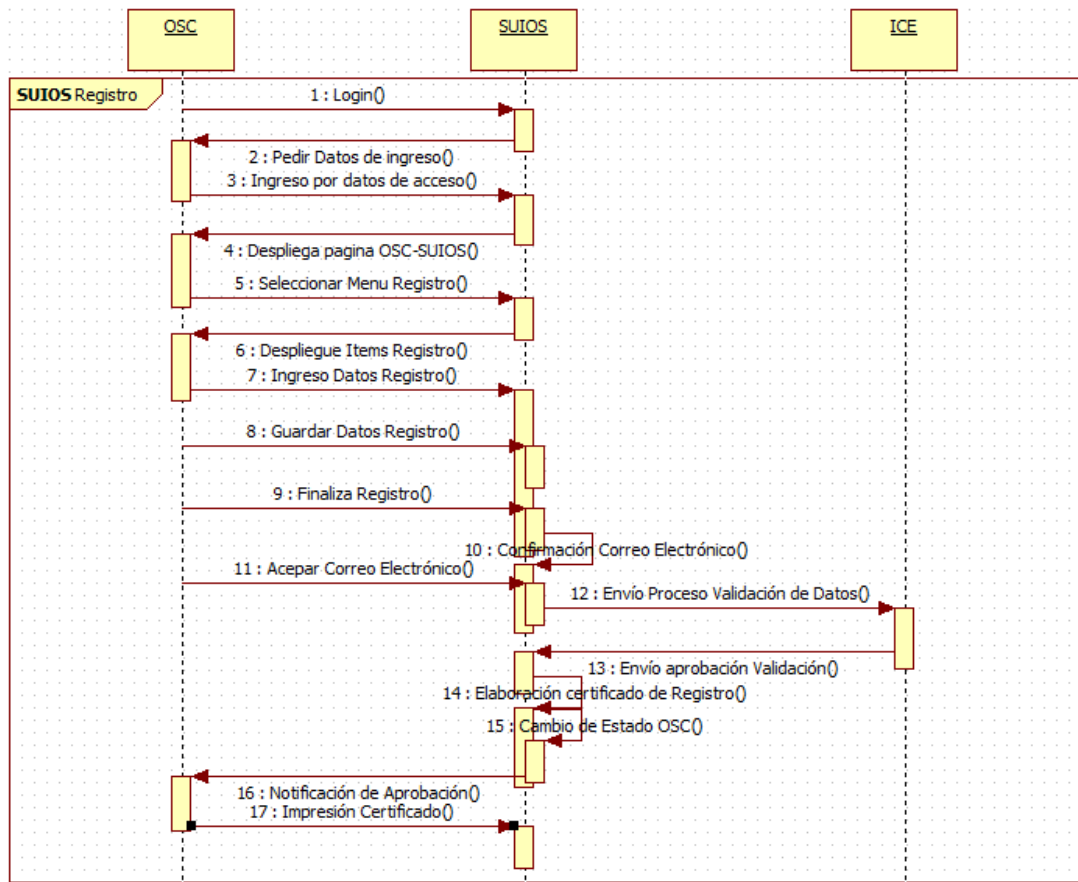 OSC
SUIOS
ICE
SUIOS Registro
1 : Login()
2 : Pedir Datos de ingreso()
3 : Ingreso por datos de acceso()
4 : Despliega pagina OSC-SUIOS()
5 : Seleccionar Menu Registro()
6 : Despliegue Items Registro()
7 : Ingreso Datos Registro()
8 : Guardar Datos Registro()
9 : Finaliza Registro()
10 : Confirmación Correo Electrónico()
11 : Acepar Correo Electrónico()
12 : Envío Proceso Validación de Datos()
13 : Envío aprobación Validación()
14 : Elaboración certificado de Registro()
15 : Cambio de Estado OSC()
16 : Notificación de Aprobación()
17 : Impresión Certificado()